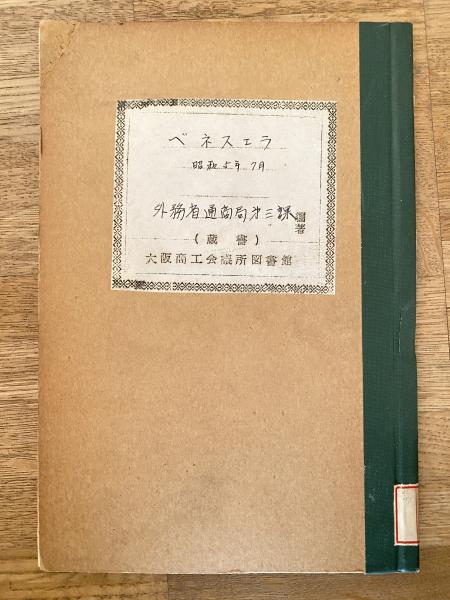 ベネスエラ
昭和5年7月
外務省通商局第三課 編著
(蔵書)
大阪商工会議所図書館